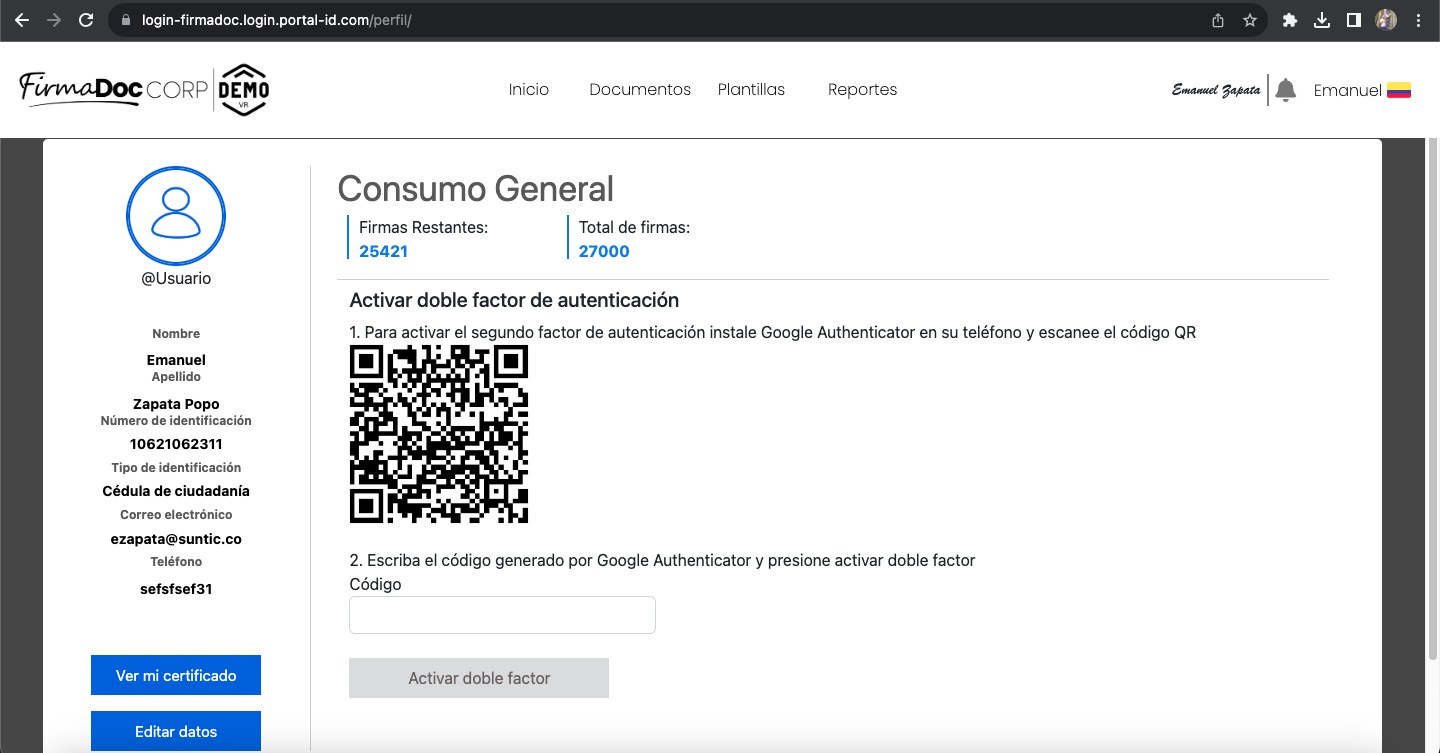 login-firmadoc.login.portal-id.com/perfil/
FirmaDoc CORP DEMO
VR
Inicio Documentos Plantillas Reportes
Emanuel Zapata
Emanuel
@Usuario
Nombre
Emanuel
Apellido
Zapata Popo
Número de identificación
10621062311
Tipo de identificación
Cédula de ciudadanía
Correo electrónico
ezapata@suntic.co
Teléfono
sefsfsef31
Ver mi certificado
Editar datos
Consumo General
Firmas Restantes: Total de firmas:
25421 27000
Activar doble factor de autenticación
1. Para activar el segundo factor de autenticación instale Google Authenticator en su teléfono y escanee el código QR
2. Escriba el código generado por Google Authenticator y presione activar doble factor
Código
Activar doble factor